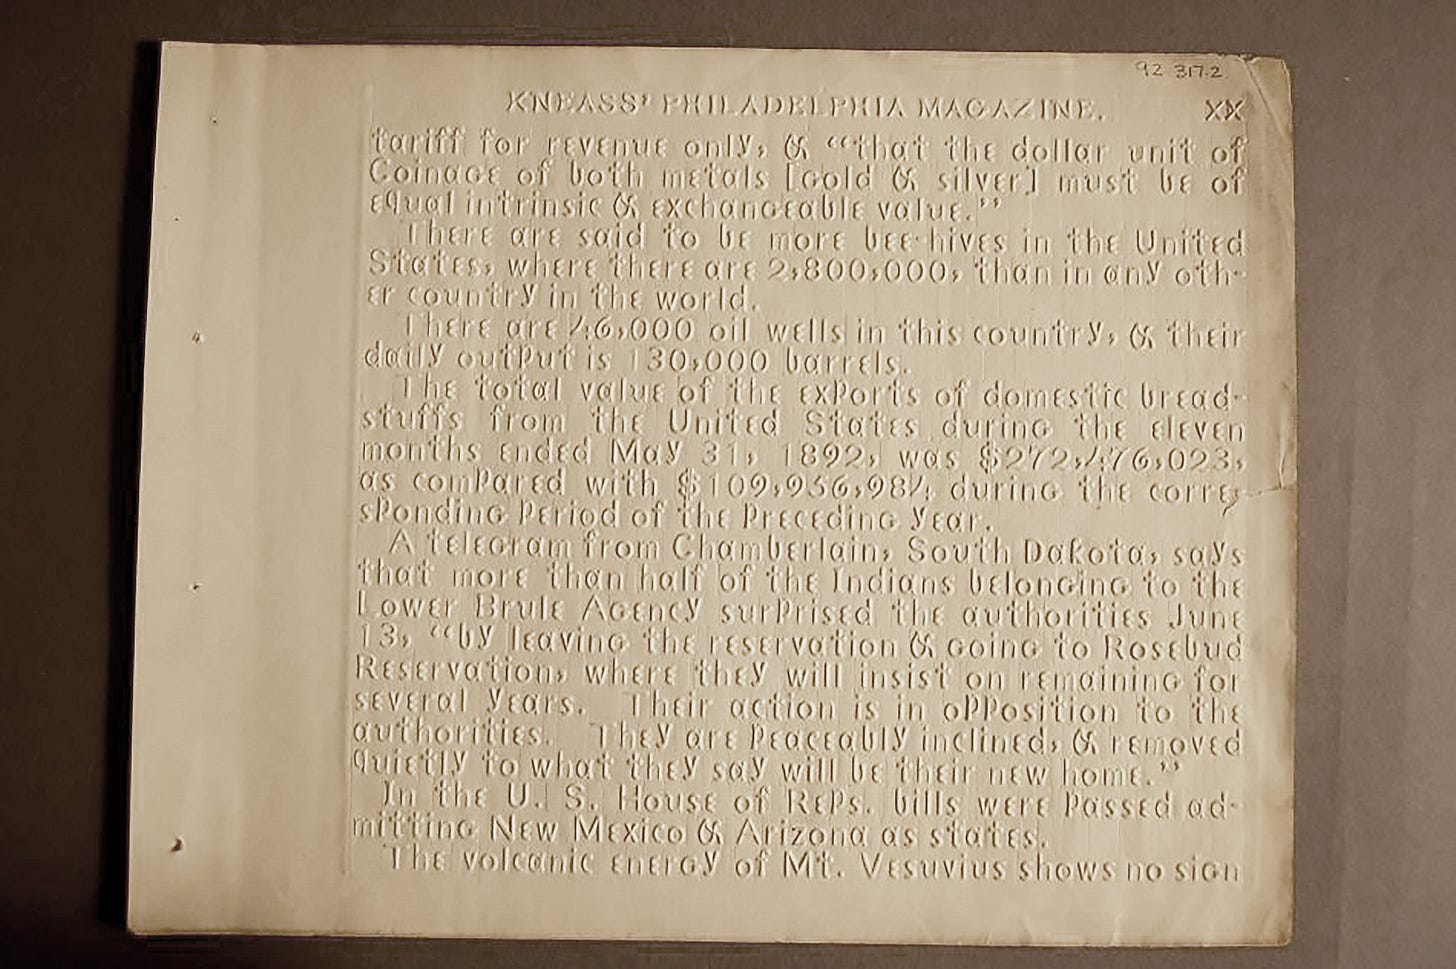 92-317.2
KNEASS' PHILADELPHIA MAGAZINE. XX
tariff for revenue only, & “that the dollar unit of
Coinage of both metals [gold & silver] must be of
equal intrinsic & exchangeable value.”
There are said to be more bee-hives in the United
States, where there are 2,800,000, than in any oth-
er country in the world.
There are 46,000 oil wells in this country, & their
daily output is 130,000 barrels.
The total value of the exports of domestic bread-
stuffs from the United States during the eleven
months ended May 31, 1892, was $272,476,023,
as compared with $109,936,984 during the corre-
sponding Period of the Preceding year.
A telegram from Chamberlain, South Dakota, says
that more than half of the Indians belonging to the
Lower Brule Agency surprised the authorities June
13, “by leaving the reservation & going to Rosebud
Reservation, where they will insist on remaining for
several years. Their action is in opposition to the
authorities. They are Peaceably inclined, & removed
quietly to what they say will be their new home.”
In the U. S. House of Reps. bills were Passed ad-
mitting New Mexico & Arizona as states.
The volcanic energy of Mt. Vesuvius shows no sign